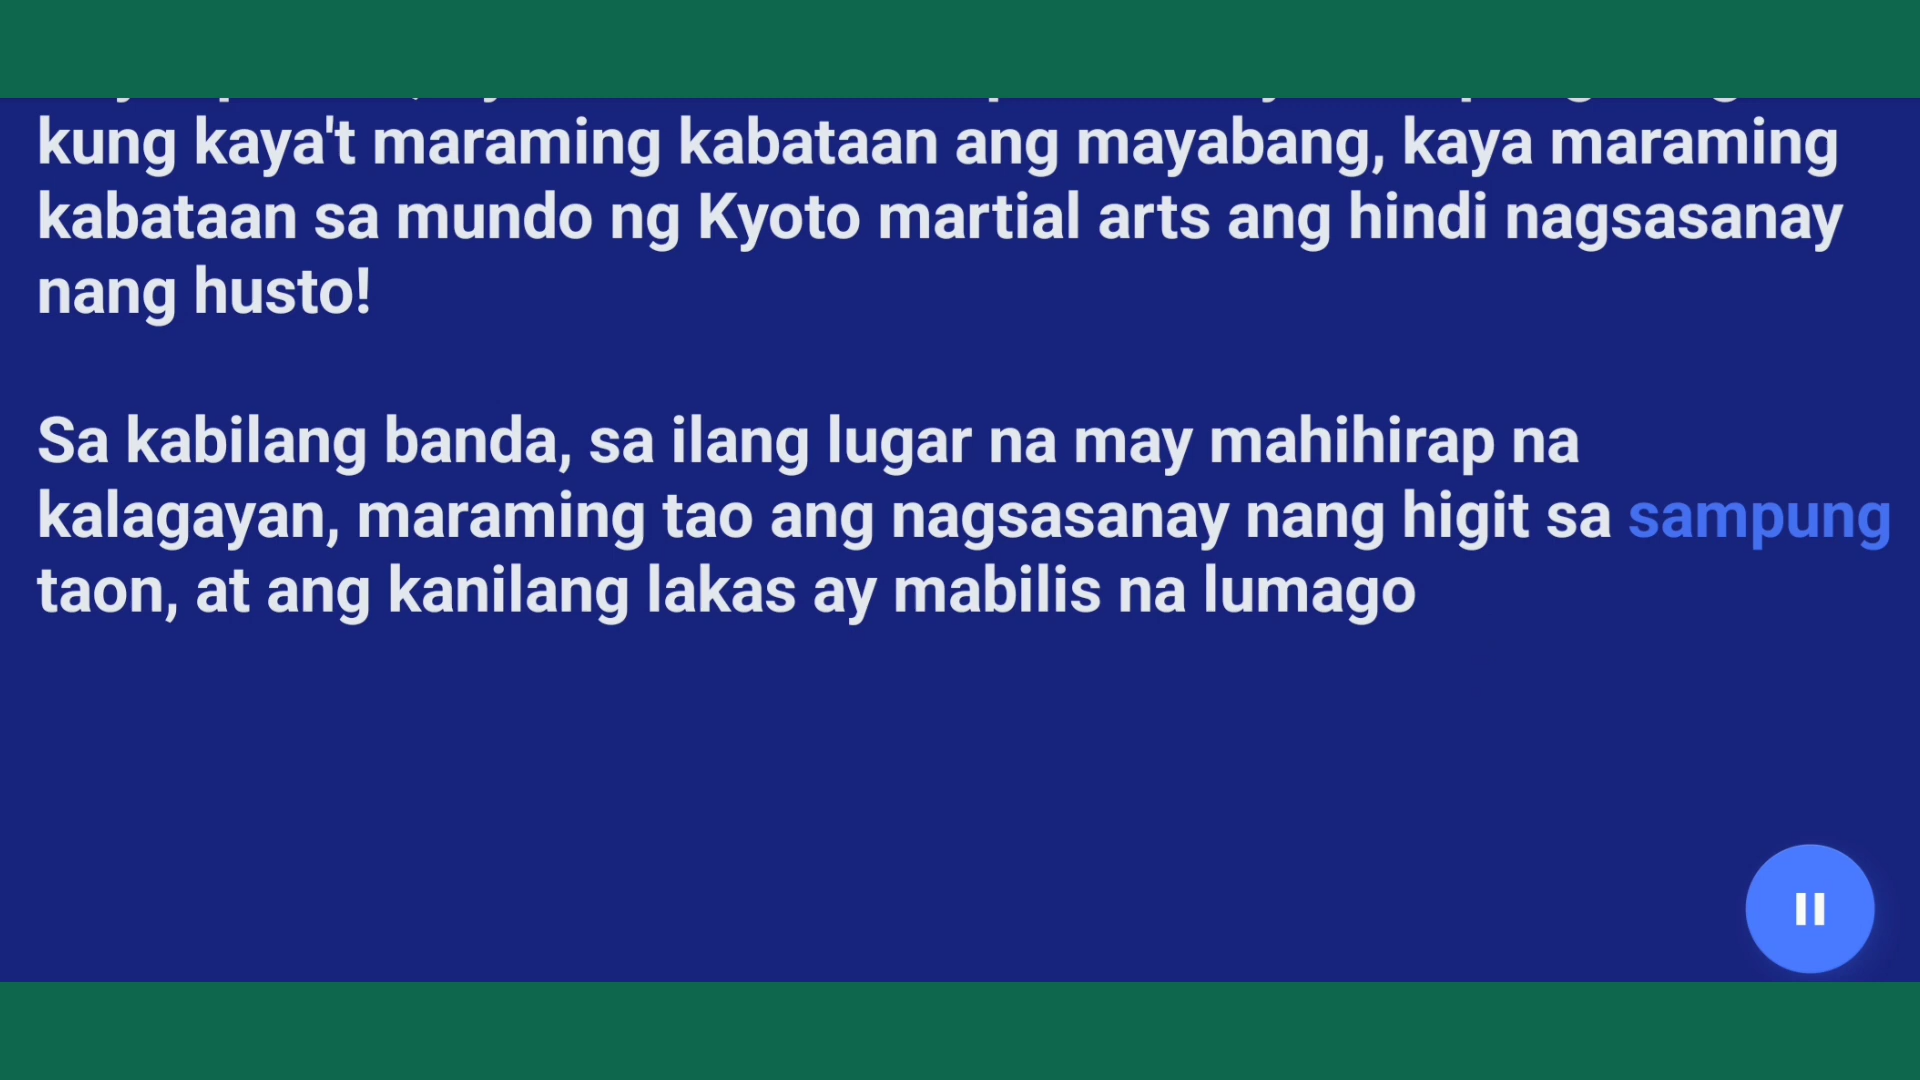 kung kaya't maraming kabataan ang mayabang, kaya maraming
kabataan sa mundo ng Kyoto martial arts ang hindi nagsasanay
nang husto!
Sa kabilang banda, sa ilang lugar na may mahihirap na
kalagayan, maraming tao ang nagsasanay nang higit sa sampung
taon, at ang kanilang lakas ay mabilis na lumago